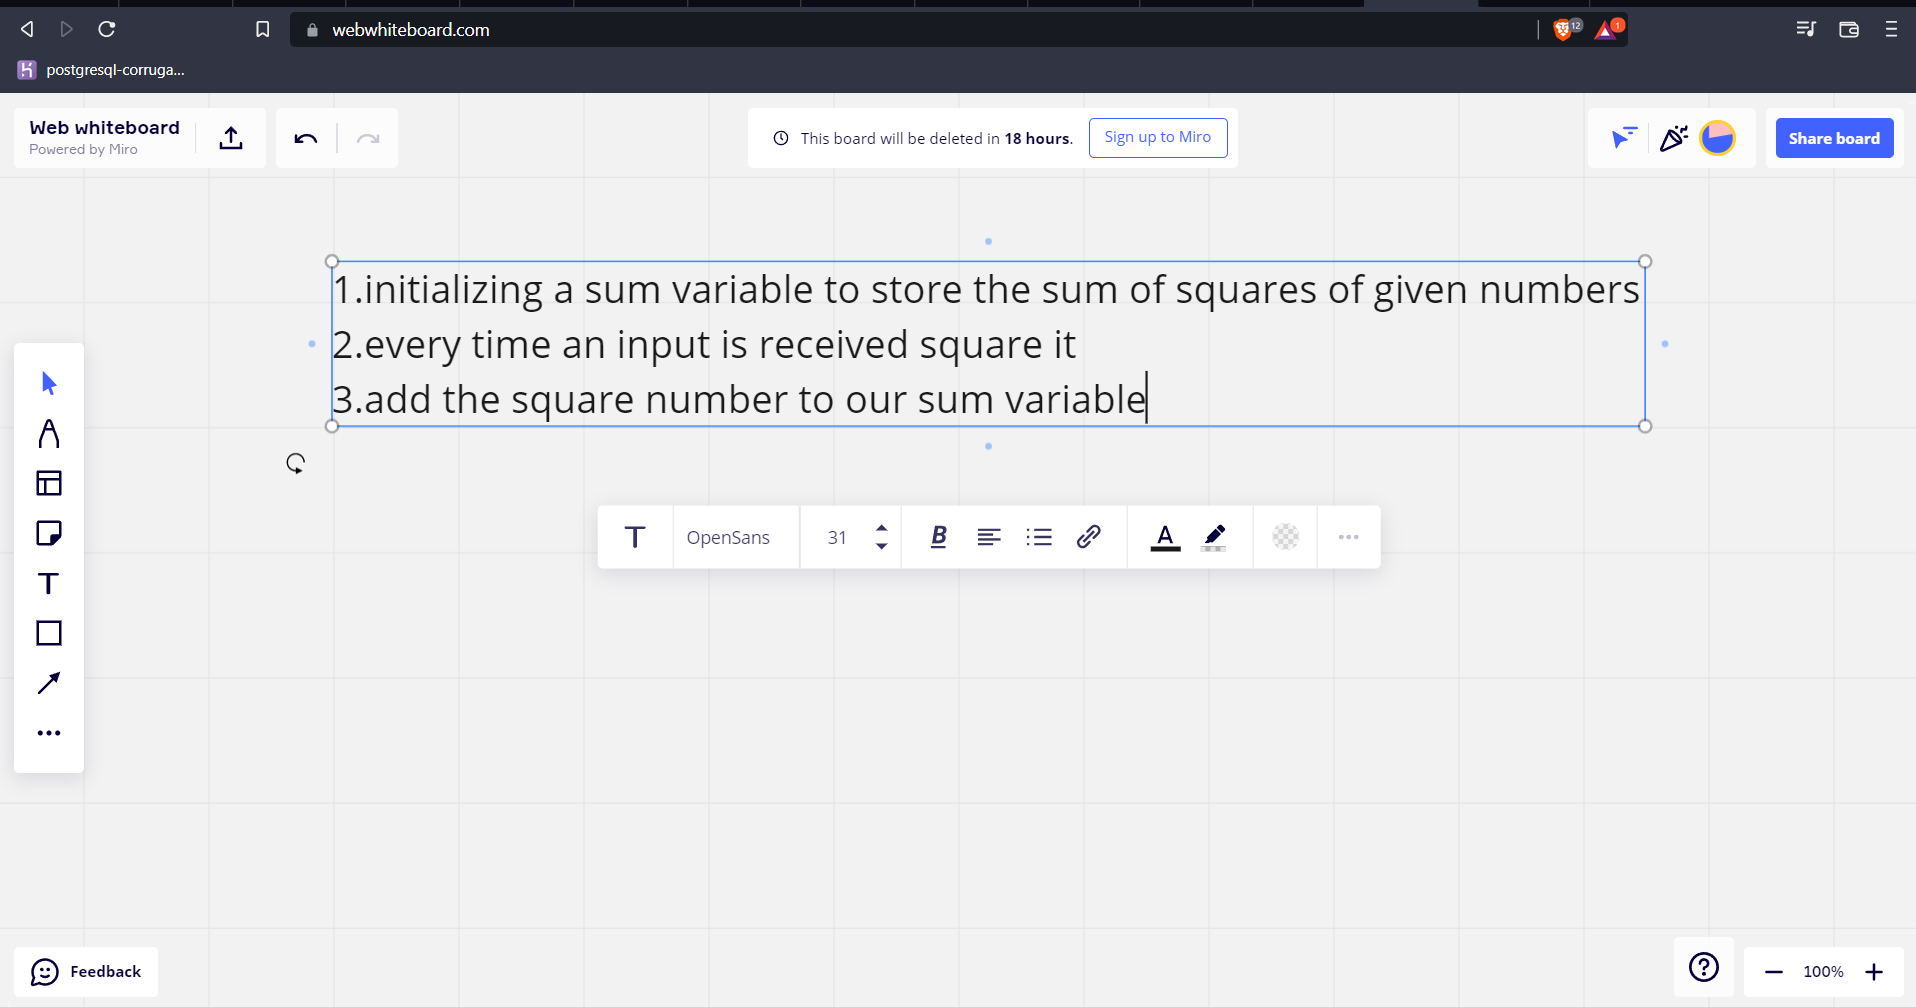 webwhiteboard.com
12
1
postgresql-corruga...
Web whiteboard
Powered by Miro
This board will be deleted in 18 hours.
Sign up to Miro
Share board
1.initializing a sum variable to store the sum of squares of given numbers
2.every time an input is received square it
3.add the square number to our sum variable
T
OpenSans
31
B
A
T
Feedback
100%